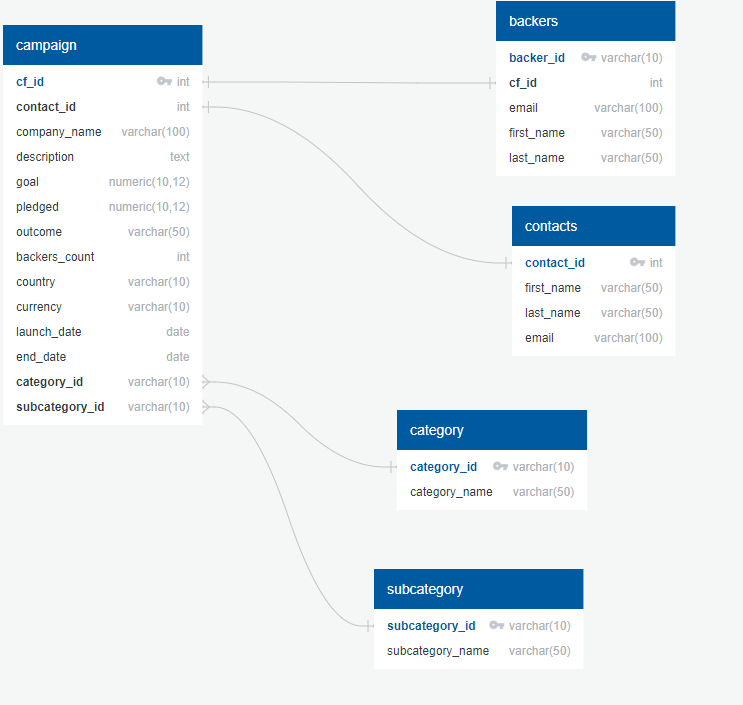 campaign
cf_id int
contact_id int
company_name varchar(100)
description text
goal numeric(10,12)
pledged numeric(10,12)
outcome varchar(50)
backers_count int
country varchar(10)
currency varchar(10)
launch_date date
end_date date
category_id varchar(10)
subcategory_id varchar(10)
backers
backer_id varchar(10)
cf_id int
email varchar(100)
first_name varchar(50)
last_name varchar(50)
contacts
contact_id int
first_name varchar(50)
last_name varchar(50)
email varchar(100)
category
category_id varchar(10)
category_name varchar(50)
subcategory
subcategory_id varchar(10)
subcategory_name varchar(50)